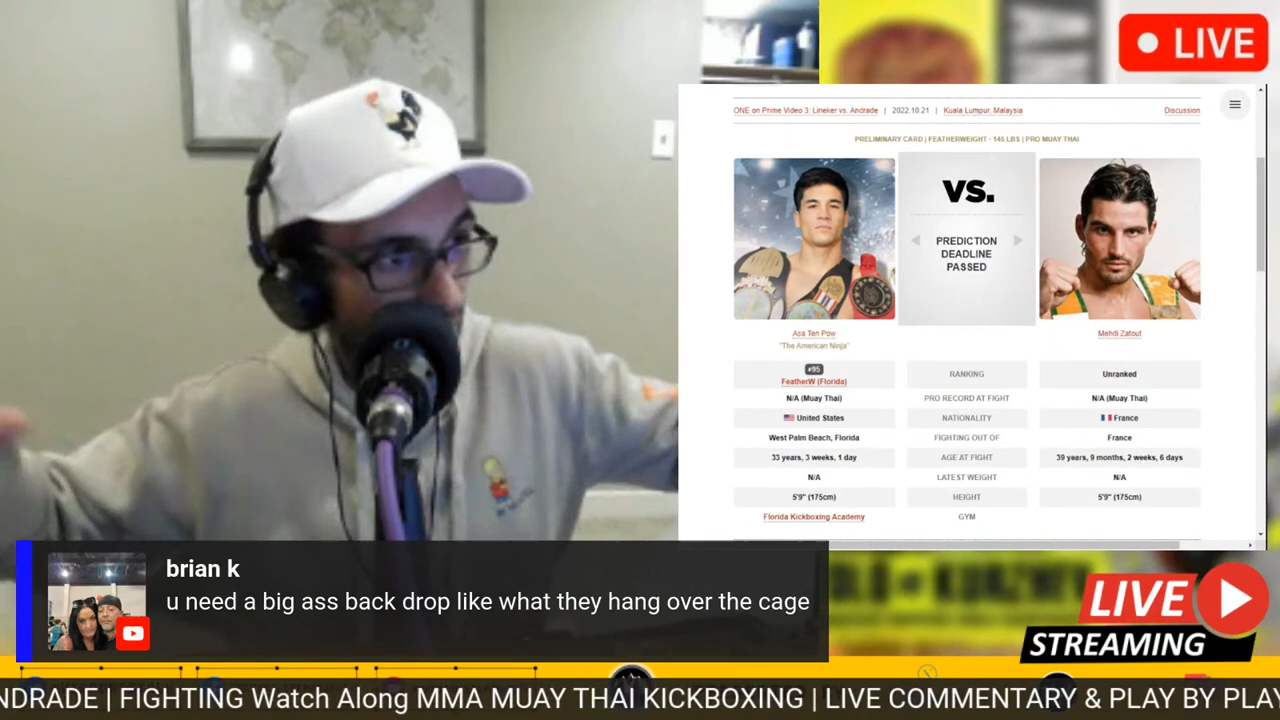 LIVE
ONE on Prime Video 3: Lineker vs. Andrade | 2022.10.21 | Kuala Lumpur, Malaysia
Discussion
PRELIMINARY CARD | FEATHERWEIGHT · 145 LBS | PRO MUAY THAI
VS.
PREDICTION
DEADLINE
PASSED
Asa Ten Pow
Mehdi Zatout
"The American Ninja"
#95
FeatherW (Florida)
RANKING
Unranked
N/A (Muay Thai)
PRO RECORD AT FIGHT
N/A (Muay Thai)
United States
NATIONALITY
France
West Palm Beach, Florida
FIGHTING OUT OF
France
33 years, 3 weeks, 1 day
AGE AT FIGHT
39 years, 9 months, 2 weeks, 6 days
N/A
LATEST WEIGHT
N/A
5'9" (175cm)
HEIGHT
5'9" (175cm)
Florida Kickboxing Academy
GYM
brian k
u need a big ass back drop like what they hang over the cage
LIVE
STREAMING
NDRADE | FIGHTING Watch Along MMA MUAY THAI KICKBOXING | LIVE COMMENTARY & PLAY BY PLAY